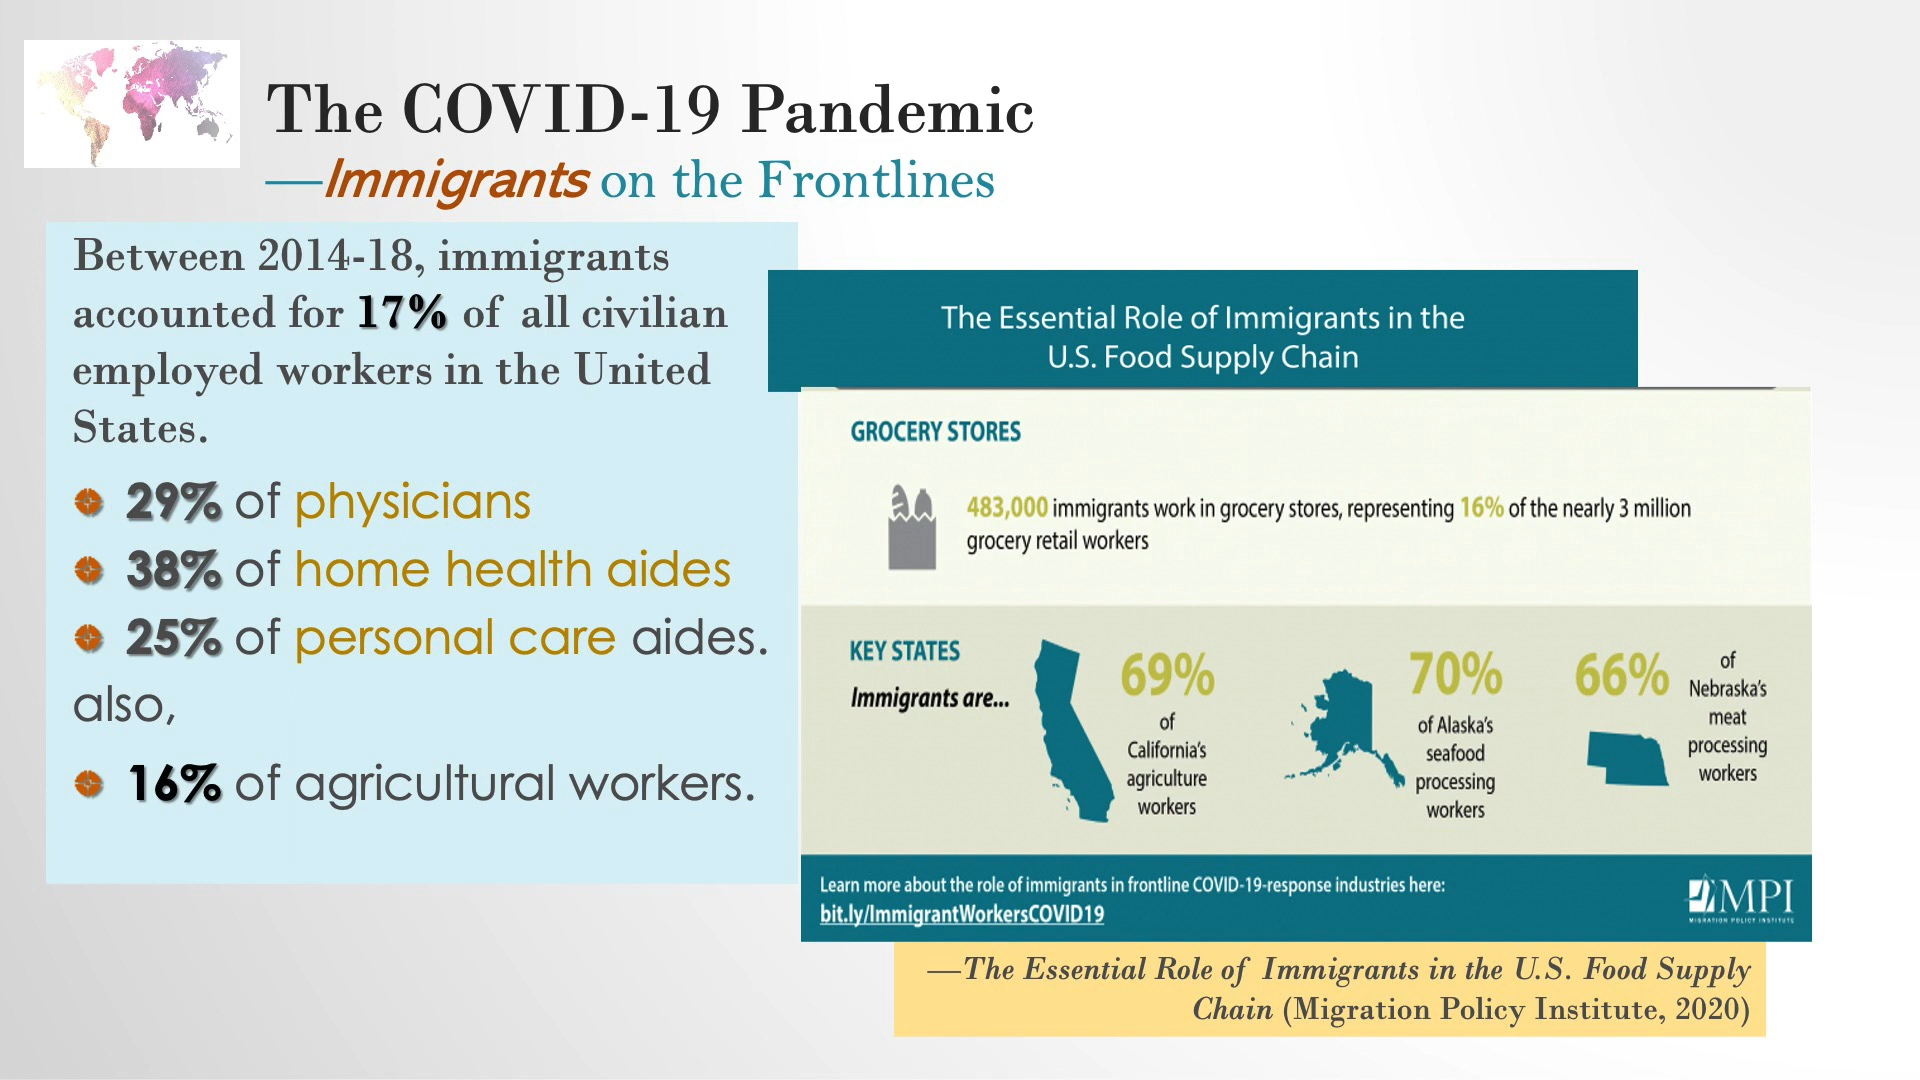 The COVID-19 Pandemic
—Immigrants on the Frontlines
Between 2014-18, immigrants
accounted for 17% of all civilian
employed workers in the United
States.
29% of physicians
38% of home health aides
25% of personal care aides.
also,
16% of agricultural workers.
The Essential Role of Immigrants in the
U.S. Food Supply Chain
GROCERY STORES
483,000 immigrants work in grocery stores, representing 16% of the nearly 3 million
grocery retail workers
KEY STATES
Immigrants are...
69%
of
California's
agriculture
workers
70%
of Alaska's
seafood
processing
workers
66%
of
Nebraska's
meat
processing
workers
Learn more about the role of immigrants in frontline COVID-19-response industries here:
bit.ly/ImmigrantWorkersCOVID19
MPI
MIGRATION POLICY INSTITUTE
—The Essential Role of Immigrants in the U.S. Food Supply
Chain (Migration Policy Institute, 2020)